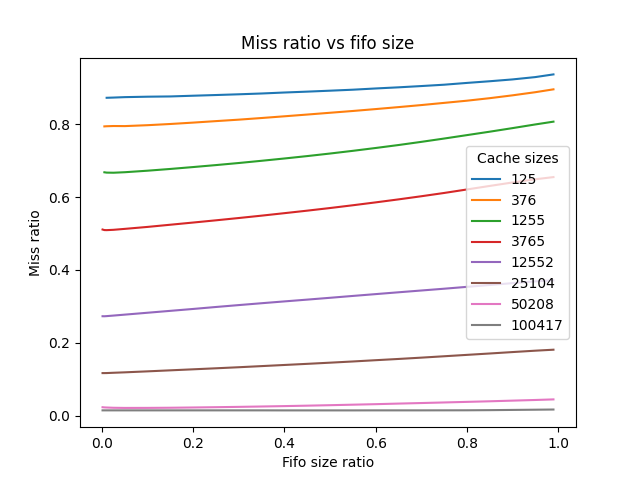 Miss ratio vs fifo size
Miss ratio
0.8
0.6
0.4
0.2
0.0
Cache sizes
125
376
1255
3765
12552
25104
50208
100417
0.0 0.2 0.4 0.6 0.8 1.0
Fifo size ratio